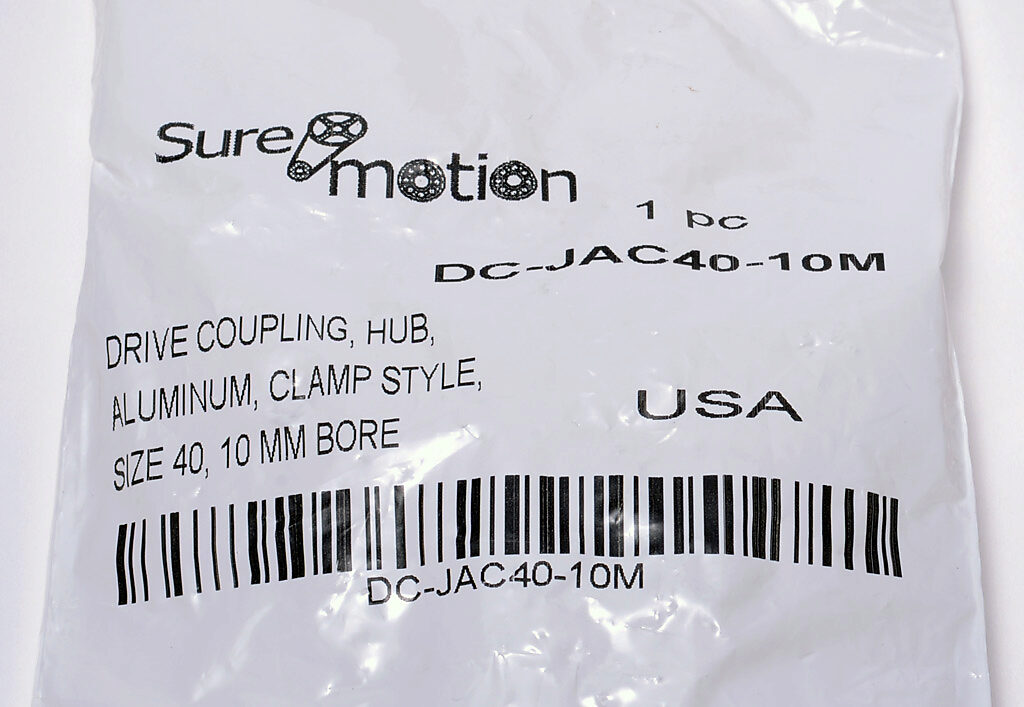 Sure motion
1 pc
DC-JAC40-10M
DRIVE COUPLING, HUB,
ALUMINUM, CLAMP STYLE,
SIZE 40, 10 MM BORE
USA
DC-JAC40-10M